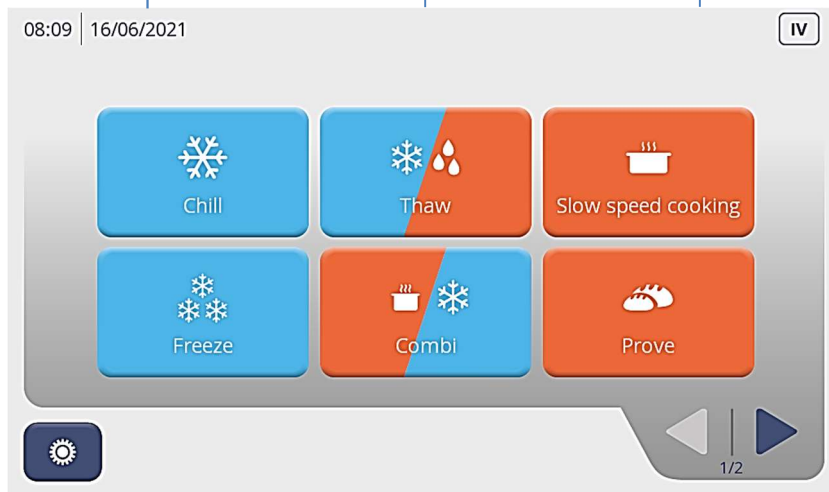 08:09 16/06/2021
IV
Chill
Thaw
Slow speed cooking
Freeze
Combi
Prove
1/2